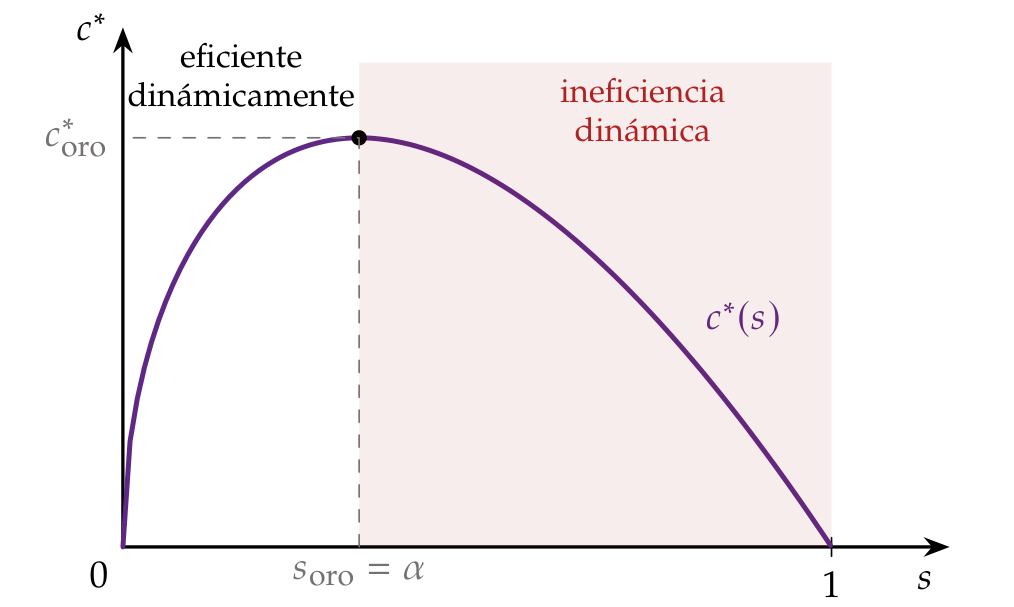 c*
eficiente
dinámicamente
ineficiencia
dinámica
c*oro
c*(s)
0
soro = α
1
s